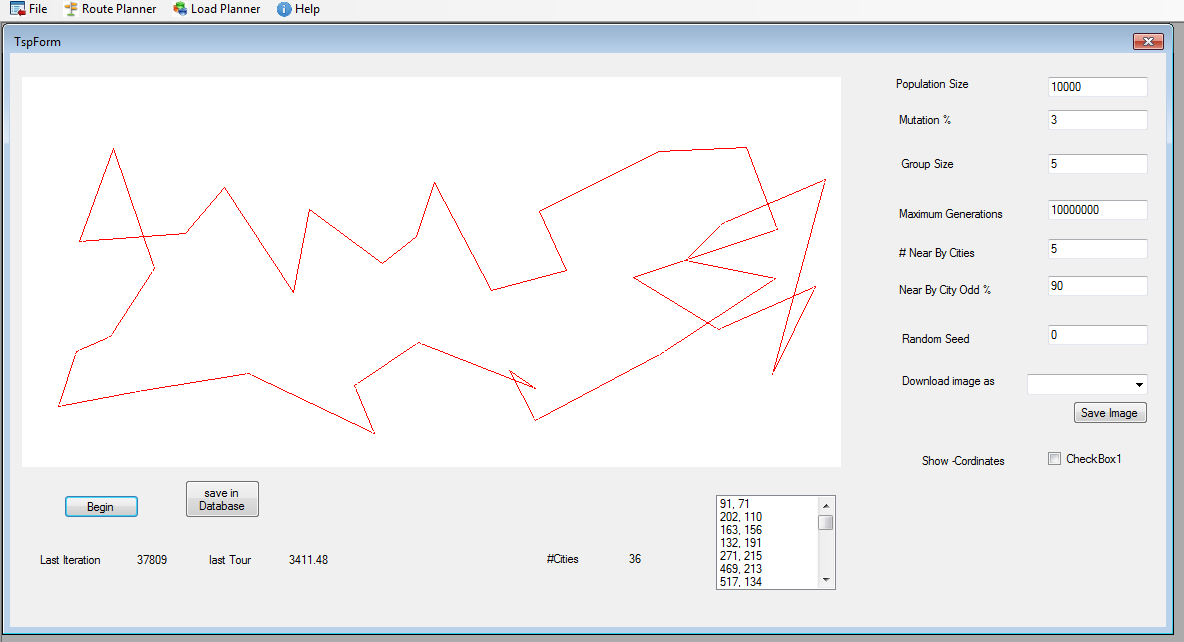 File Route Planner Load Planner Help
TspForm
Population Size 10000
Mutation % 3
Group Size 5
Maximum Generations 10000000
# Near By Cities 5
Near By City Odd % 90
Random Seed 0
Download image as
Save Image
Show -Cordinates CheckBox1
Begin
save in
Database
Last Iteration 37809 last Tour 3411.48 #Cities 36
91, 71
202, 110
163, 156
132, 191
271, 215
469, 213
517, 134